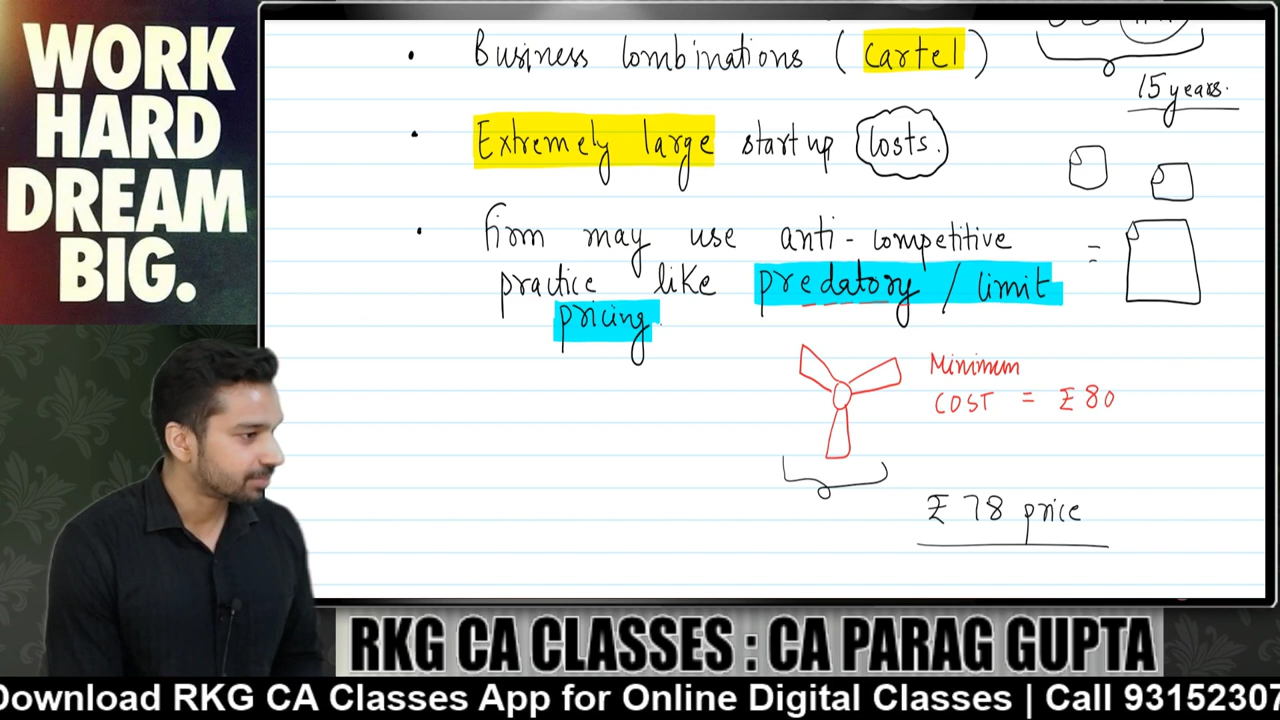 WORK
HARD
DREAM
BIG.
• Business Combinations (cartel)
15 years.
• Extremely large startup Costs.
• firm may use anti-competitive
practice like predatory / limit
pricing.
=
Minimum
COST = ₹80
₹78 price
RKG CA CLASSES : CA PARAG GUPTA
Download RKG CA Classes App for Online Digital Classes | Call 93152307